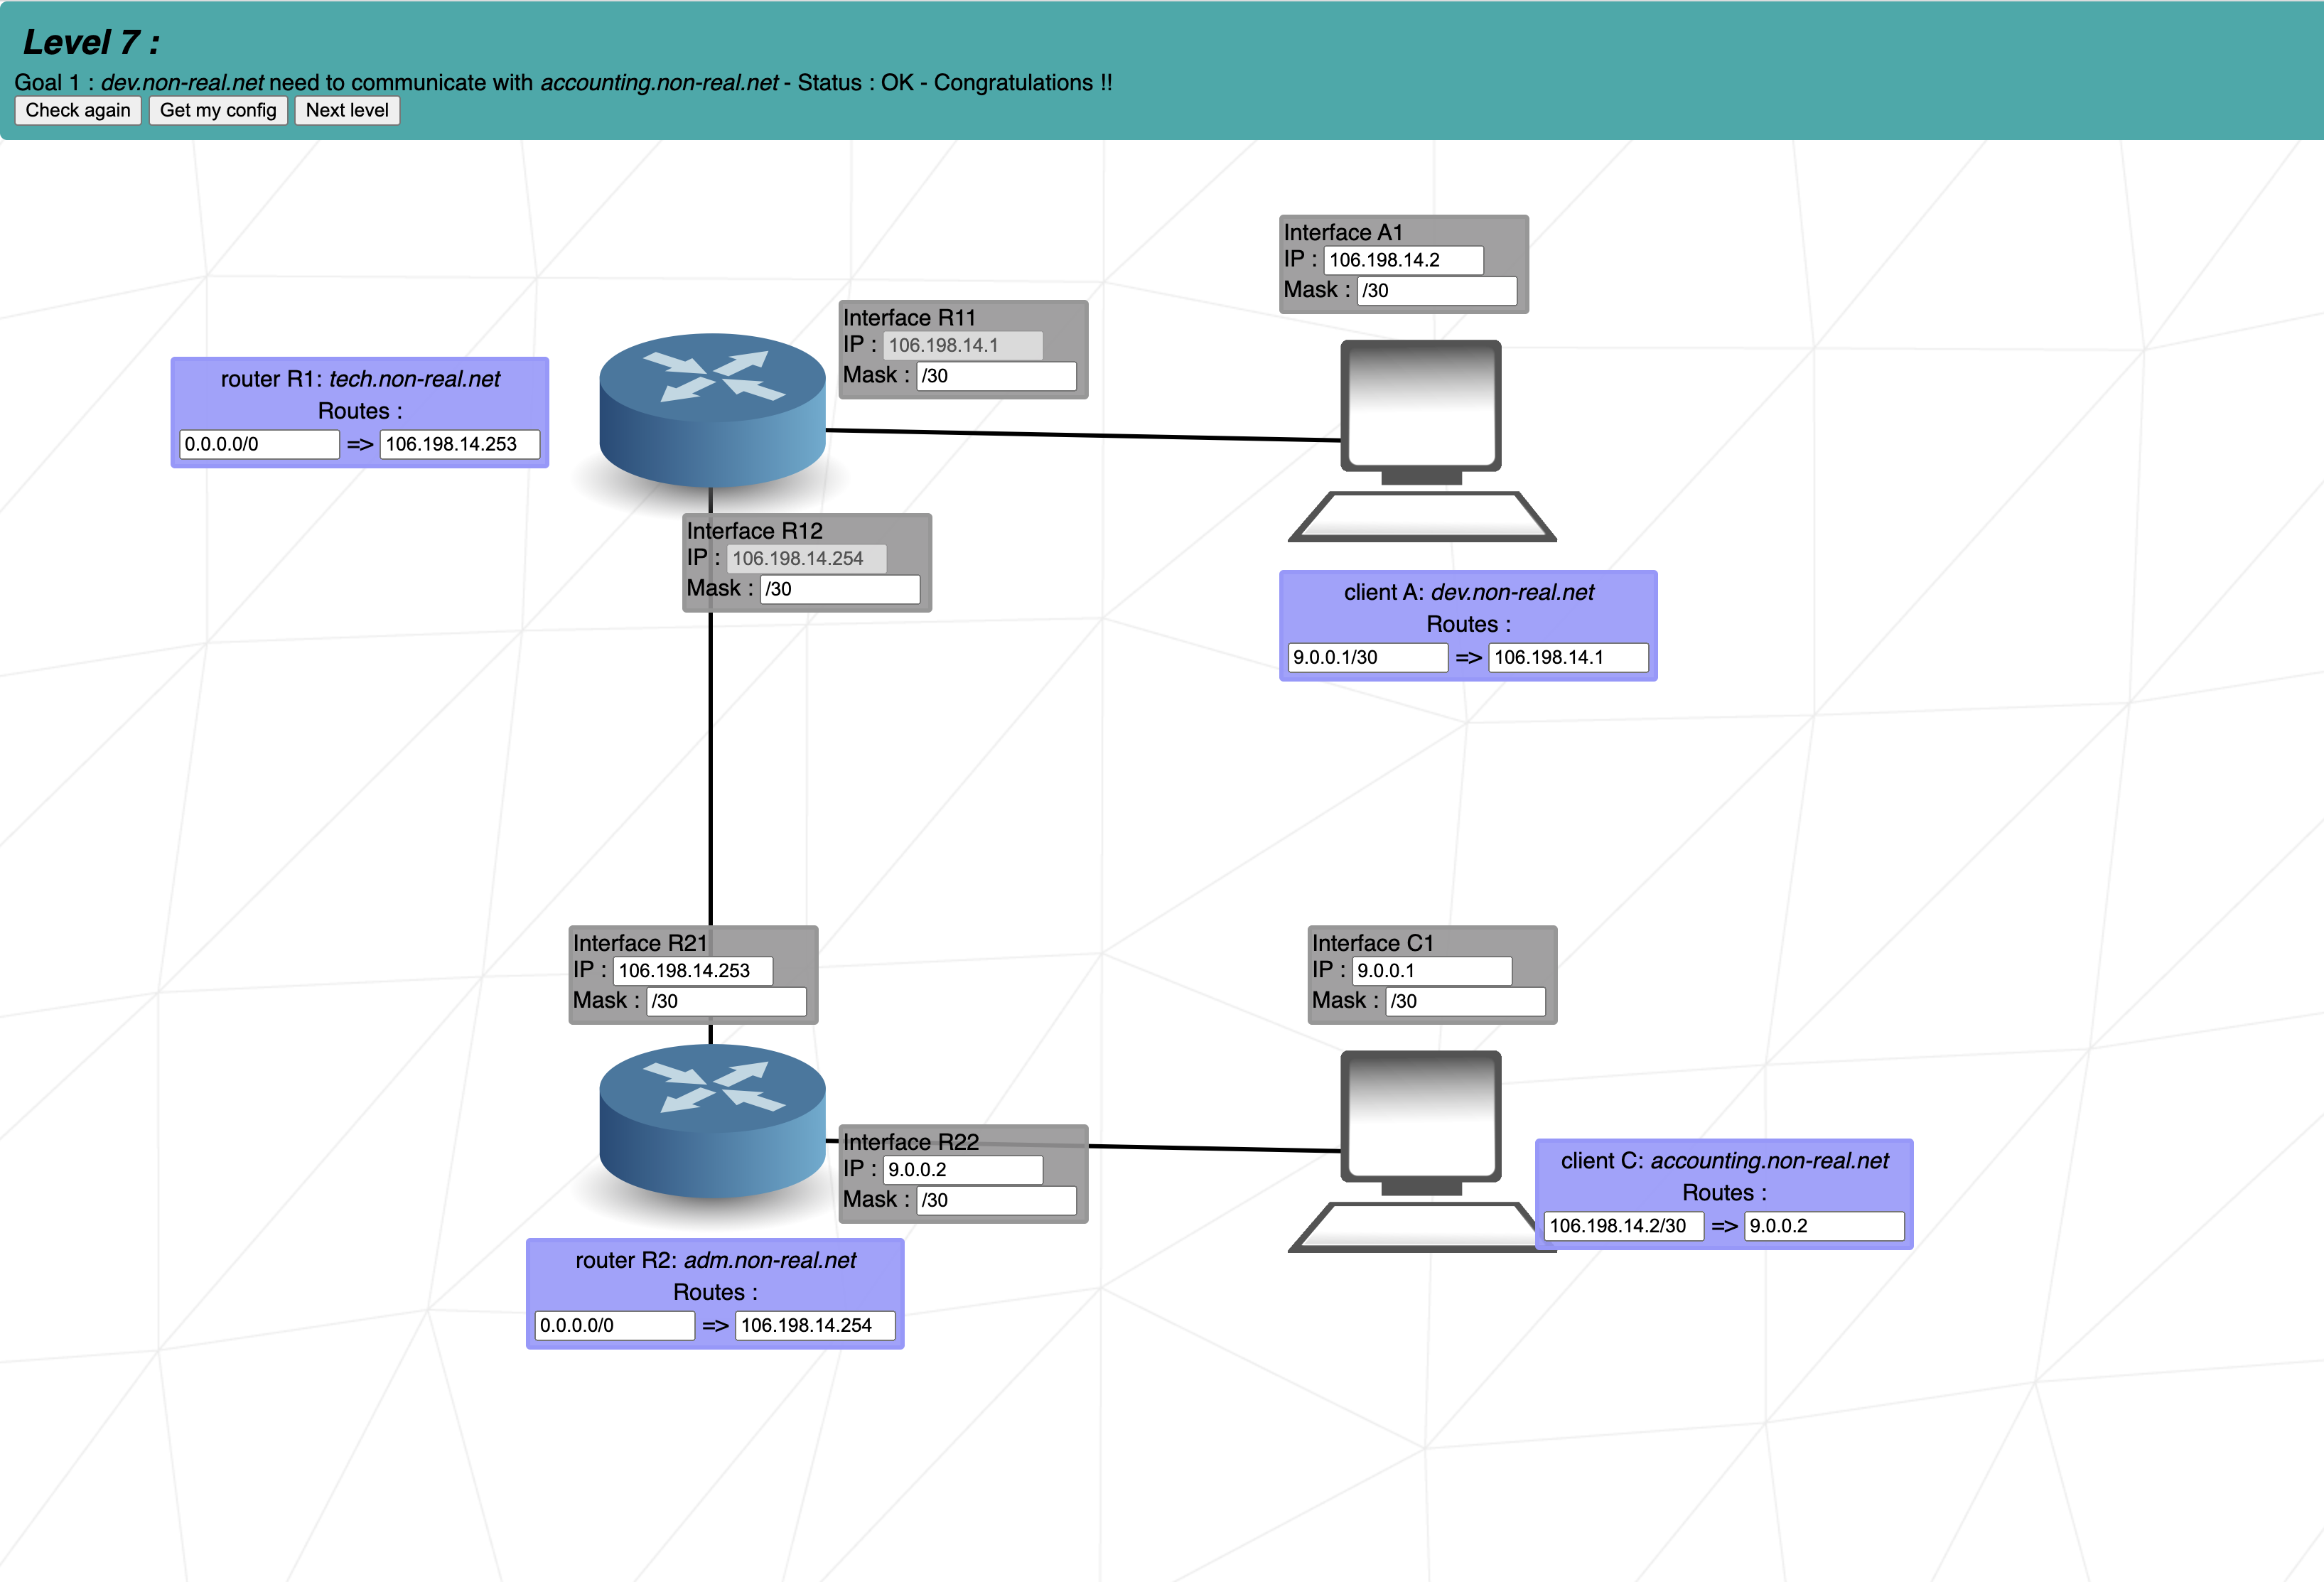 Level 7 :
Goal 1 : dev.non-real.net need to communicate with accounting.non-real.net - Status : OK - Congratulations !!
Check again Get my config Next level
Interface A1
IP : 106.198.14.2
Mask : /30
Interface R11
IP : 106.198.14.1
Mask : /30
router R1: tech.non-real.net
Routes :
0.0.0.0/0 => 106.198.14.253
Interface R12
IP : 106.198.14.254
Mask : /30
client A: dev.non-real.net
Routes :
9.0.0.1/30 => 106.198.14.1
Interface R21
IP : 106.198.14.253
Mask : /30
Interface C1
IP : 9.0.0.1
Mask : /30
Interface R22
IP : 9.0.0.2
Mask : /30
client C: accounting.non-real.net
Routes :
106.198.14.2/30 => 9.0.0.2
router R2: adm.non-real.net
Routes :
0.0.0.0/0 => 106.198.14.254